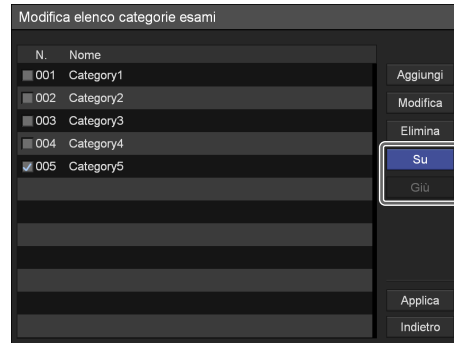 Modifica elenco categorie esami
N. Nome
001 Category1
002 Category2
003 Category3
004 Category4
005 Category5
Aggiungi
Modifica
Elimina
Su
Giù
Applica
Indietro